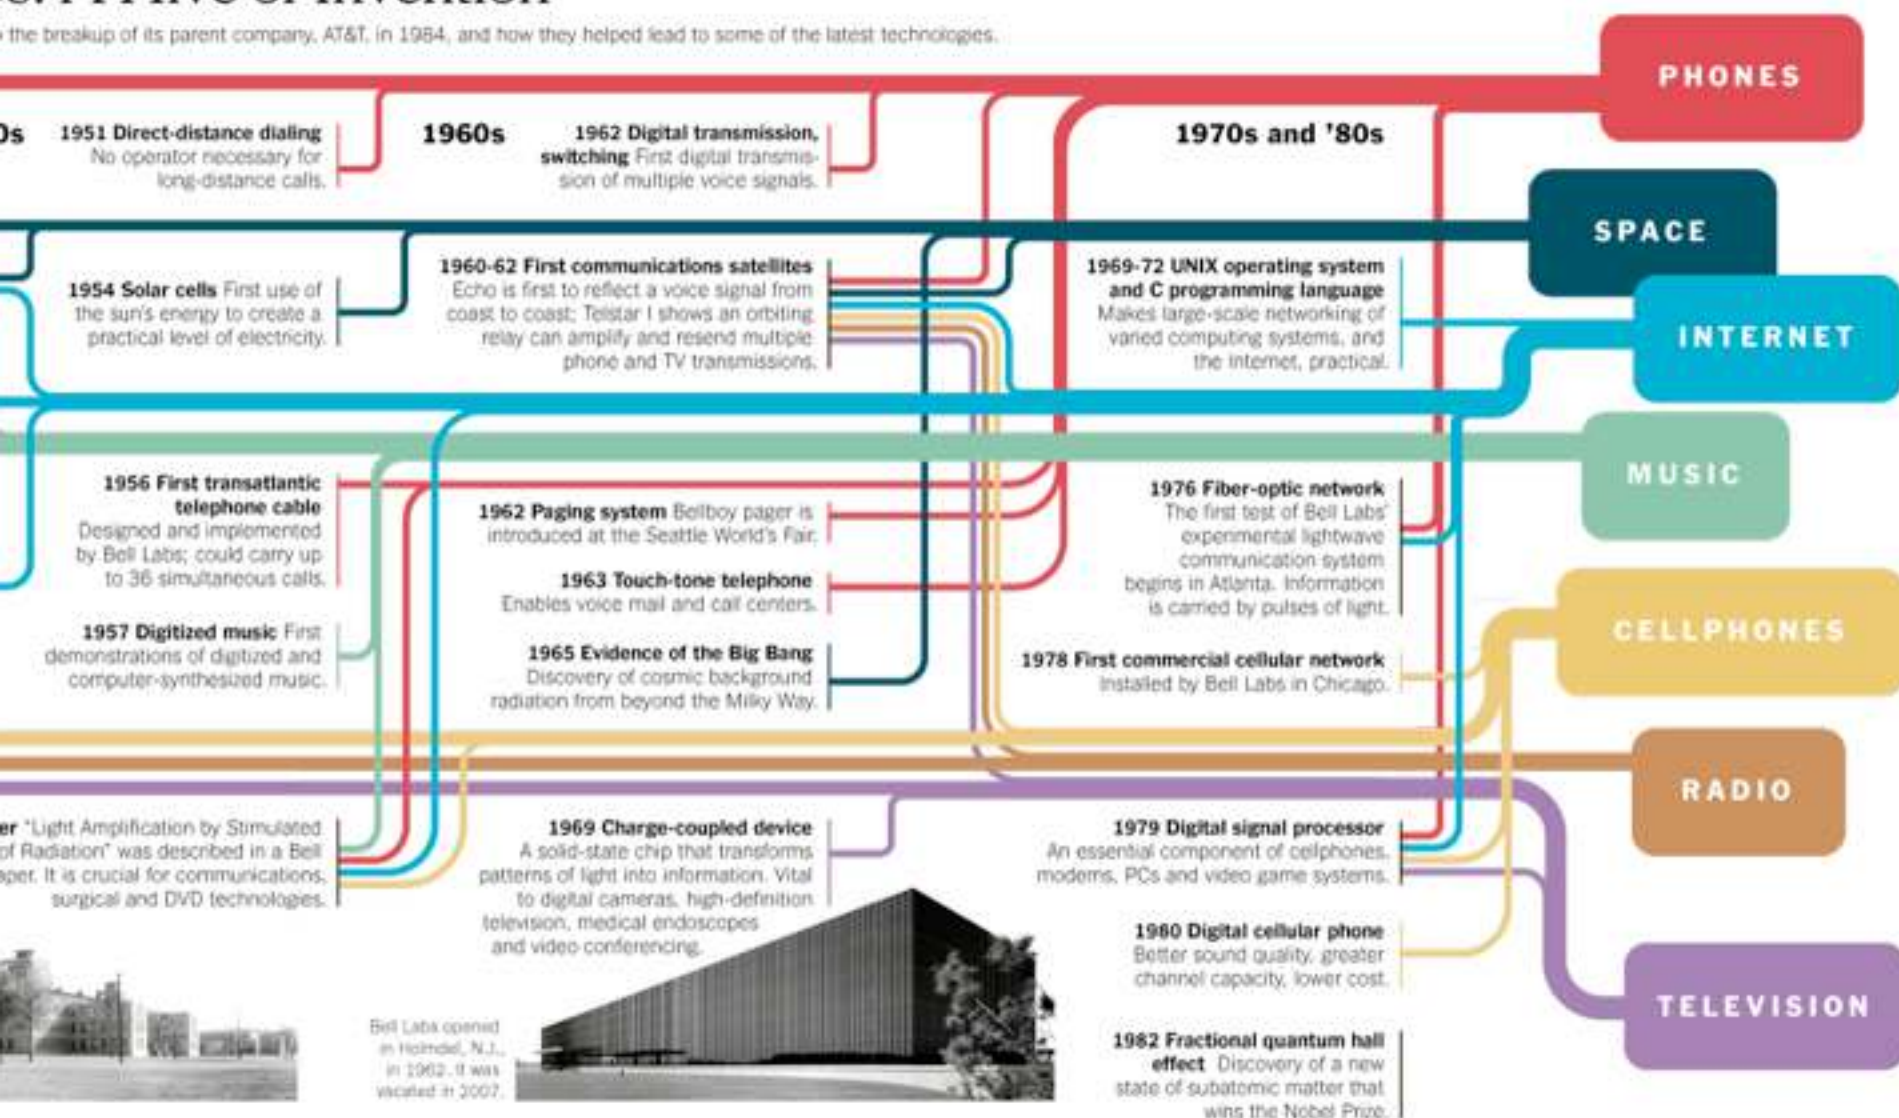 the breakup of its parent company, AT&T, in 1984, and how they helped lead to some of the latest technologies.
PHONES
1951 Direct-distance dialing
No operator necessary for
long-distance calls.
1960s
1962 Digital transmission,
switching First digital transmis-
sion of multiple voice signals.
1970s and '80s
SPACE
1954 Solar cells First use of
the sun's energy to create a
practical level of electricity.
1960-62 First communications satellites
Echo is first to reflect a voice signal from
coast to coast; Telstar I shows an orbiting
relay can amplify and resend multiple
phone and TV transmissions.
1969-72 UNIX operating system
and C programming language
Makes large-scale networking of
varied computing systems, and
the Internet, practical.
INTERNET
MUSIC
1956 First transatlantic
telephone cable
Designed and implemented
by Bell Labs; could carry up
to 36 simultaneous calls.
1962 Paging system Bellboy pager is
introduced at the Seattle World's Fair.
1963 Touch-tone telephone
Enables voice mail and call centers.
1976 Fiber-optic network
The first test of Bell Labs'
experimental lightwave
communication system
begins in Atlanta. Information
is carried by pulses of light.
1957 Digitized music First
demonstrations of digitized and
computer-synthesized music.
1965 Evidence of the Big Bang
Discovery of cosmic background
radiation from beyond the Milky Way.
1978 First commercial cellular network
Installed by Bell Labs in Chicago.
CELLPHONES
RADIO
er "Light Amplification by Stimulated
of Radiation" was described in a Bell
aper. It is crucial for communications,
surgical and DVD technologies.
1969 Charge-coupled device
A solid-state chip that transforms
patterns of light into information. Vital
to digital cameras, high-definition
television, medical endoscopes
and video conferencing.
1979 Digital signal processor
An essential component of cellphones,
modems, PCs and video game systems.
1980 Digital cellular phone
Better sound quality, greater
channel capacity, lower cost.
TELEVISION
Bell Labs opened
in Holmdel, N.J.,
in 1962. It was
vacated in 2007.
1982 Fractional quantum hall
effect Discovery of a new
state of subatomic matter that
wins the Nobel Prize.